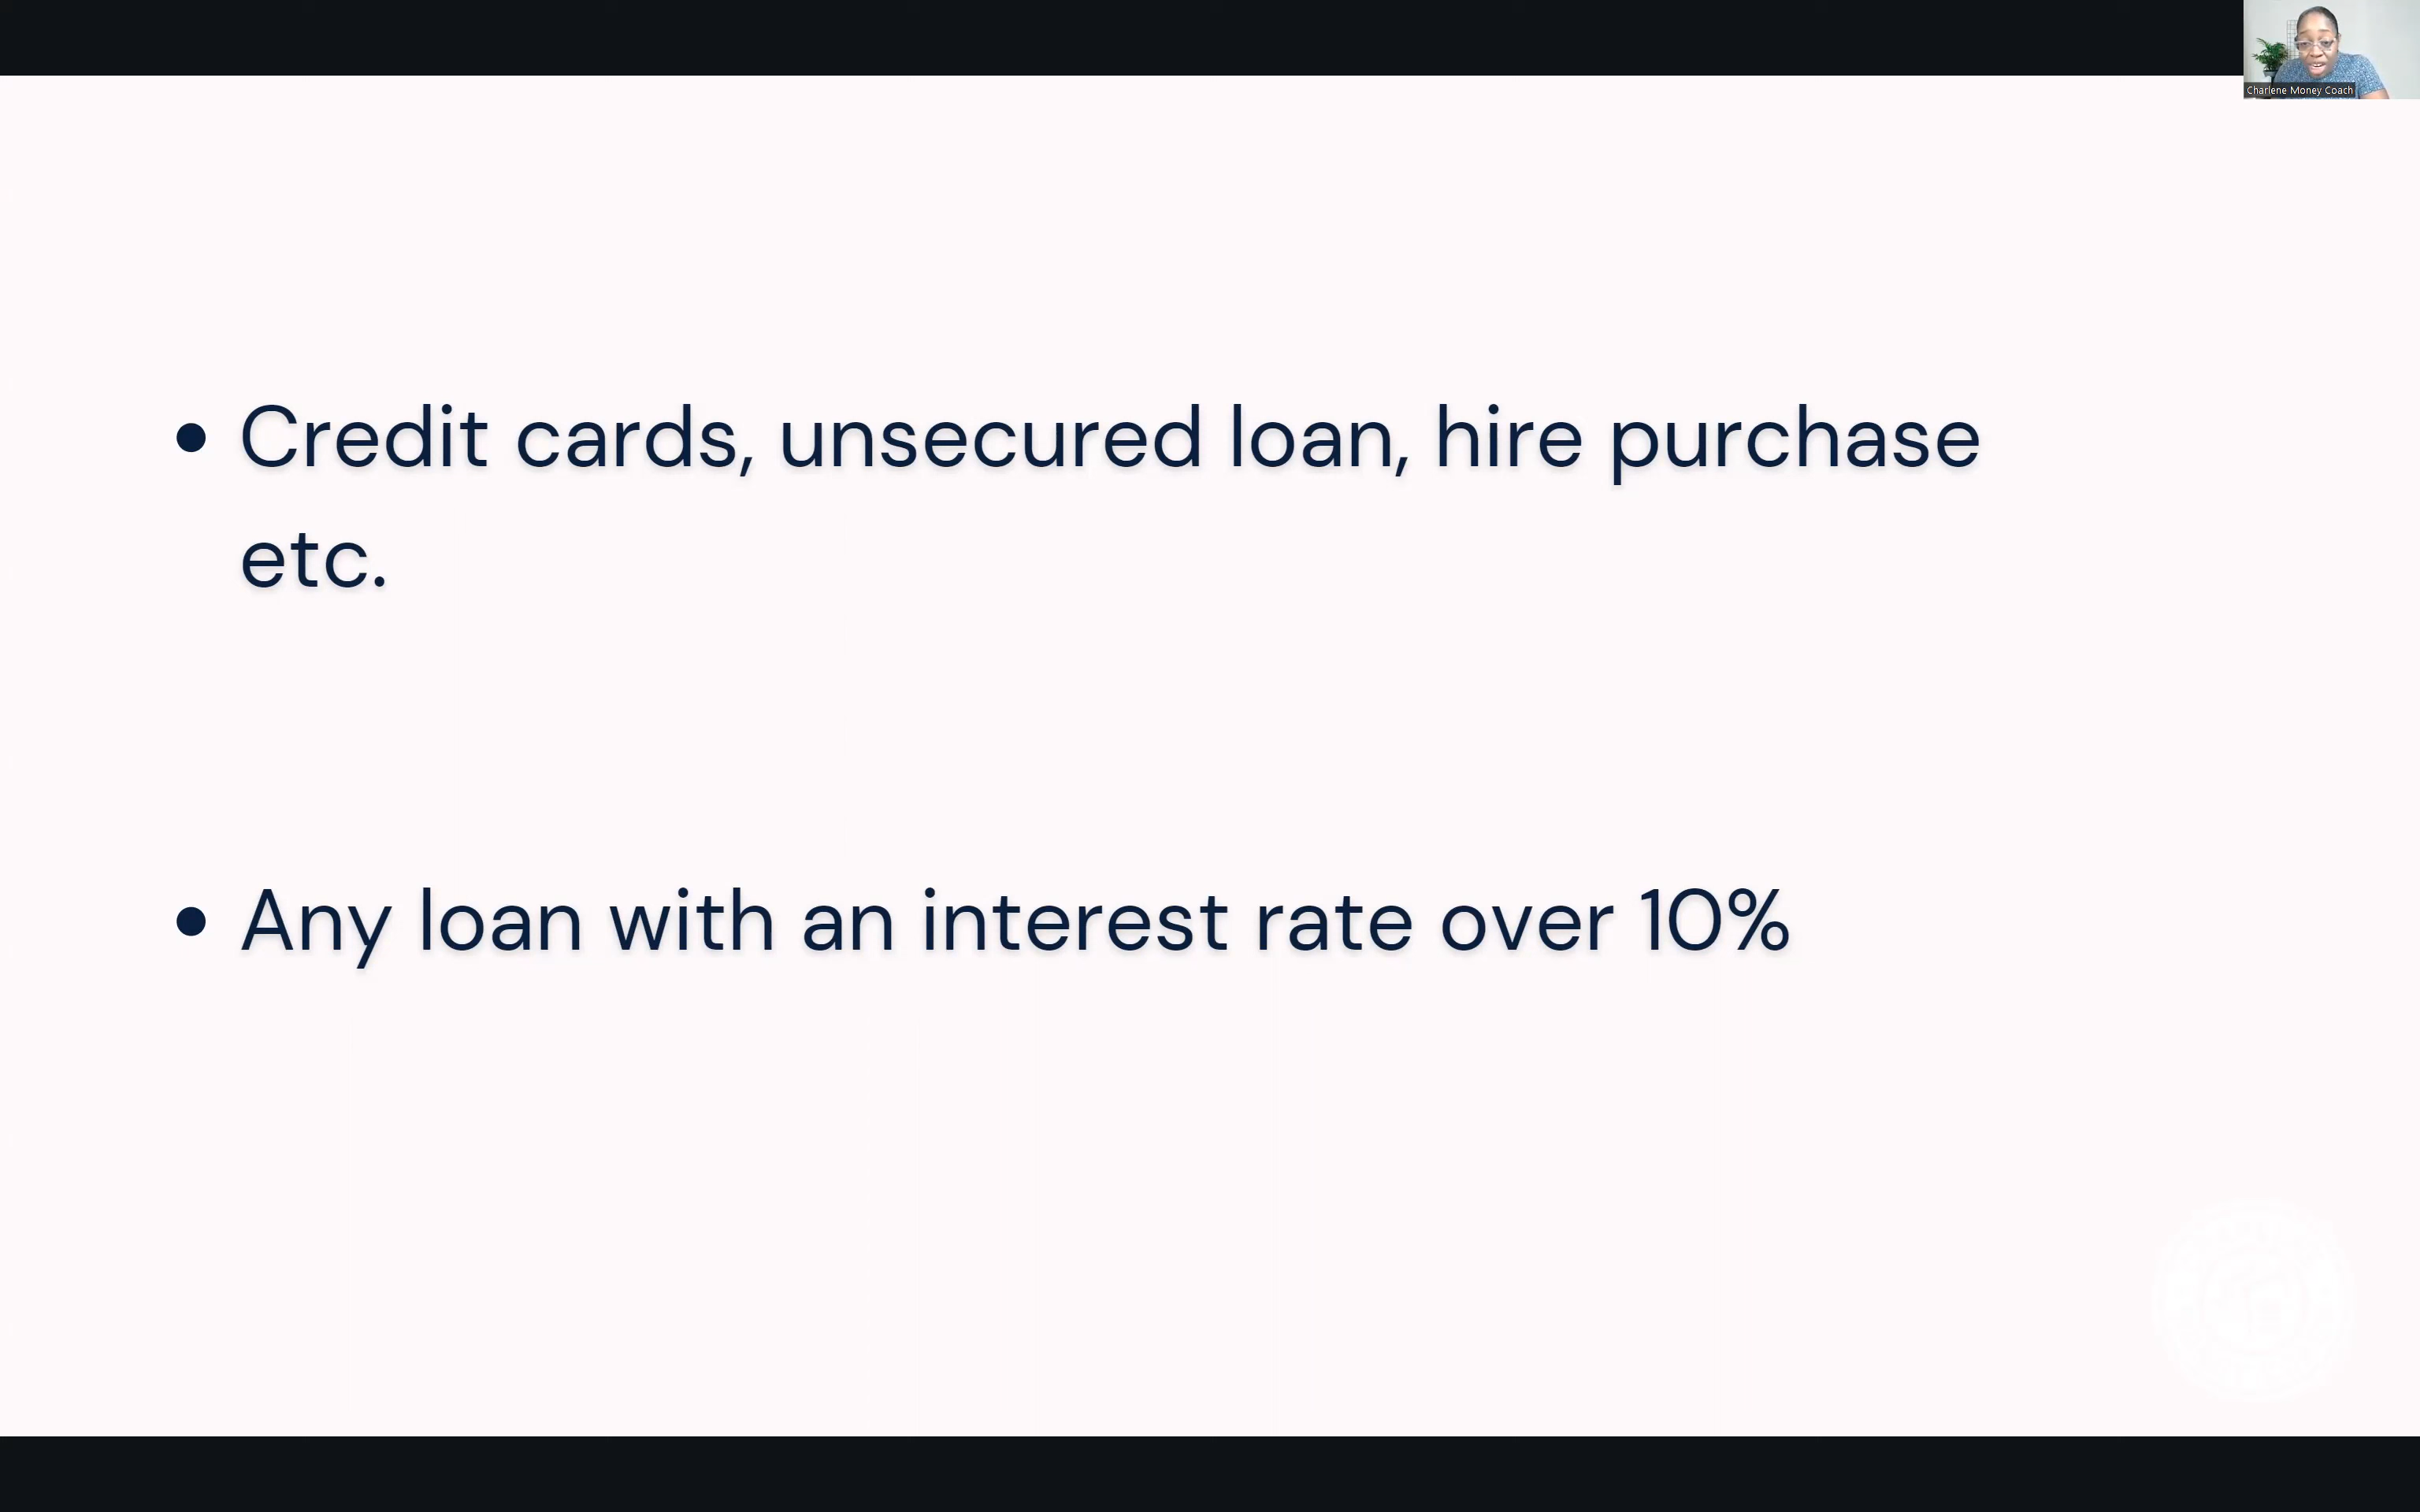 Charlene Money Coach
• Credit cards, unsecured loan, hire purchase
etc.
• Any loan with an interest rate over 10%